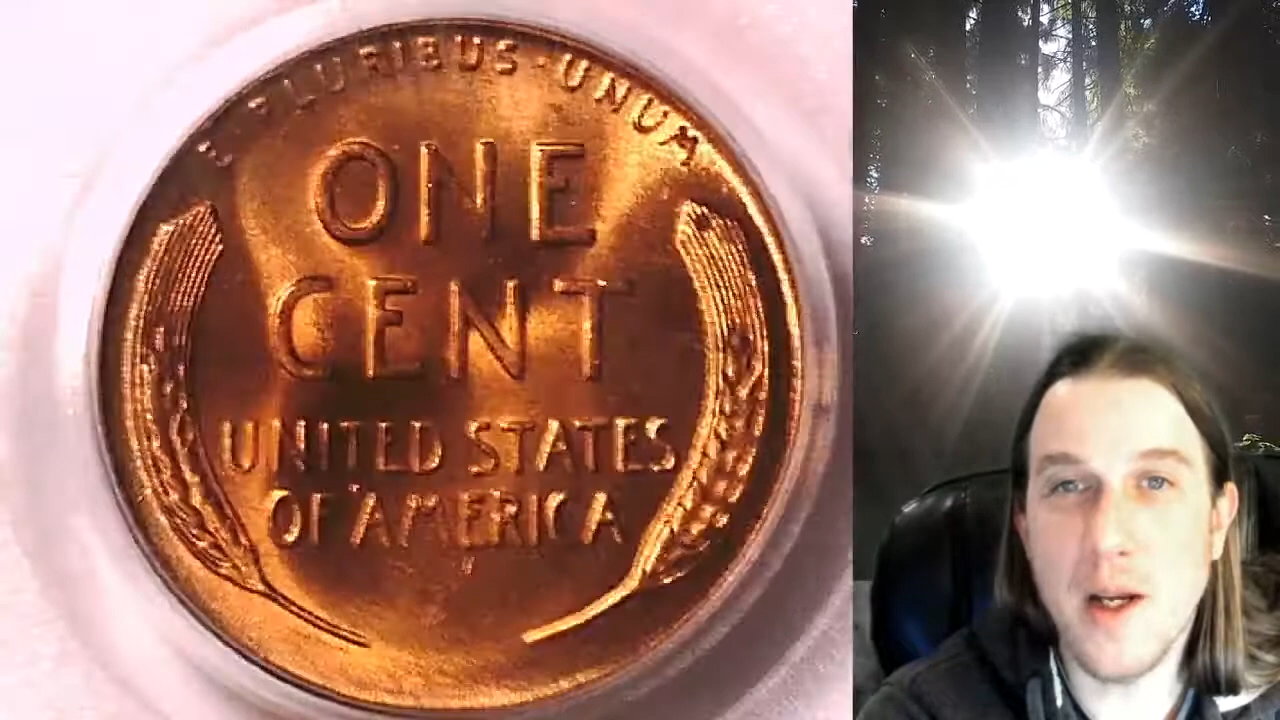 E PLURIBUS · UNUM
ONE
CENT
UNITED STATES
OF AMERICA